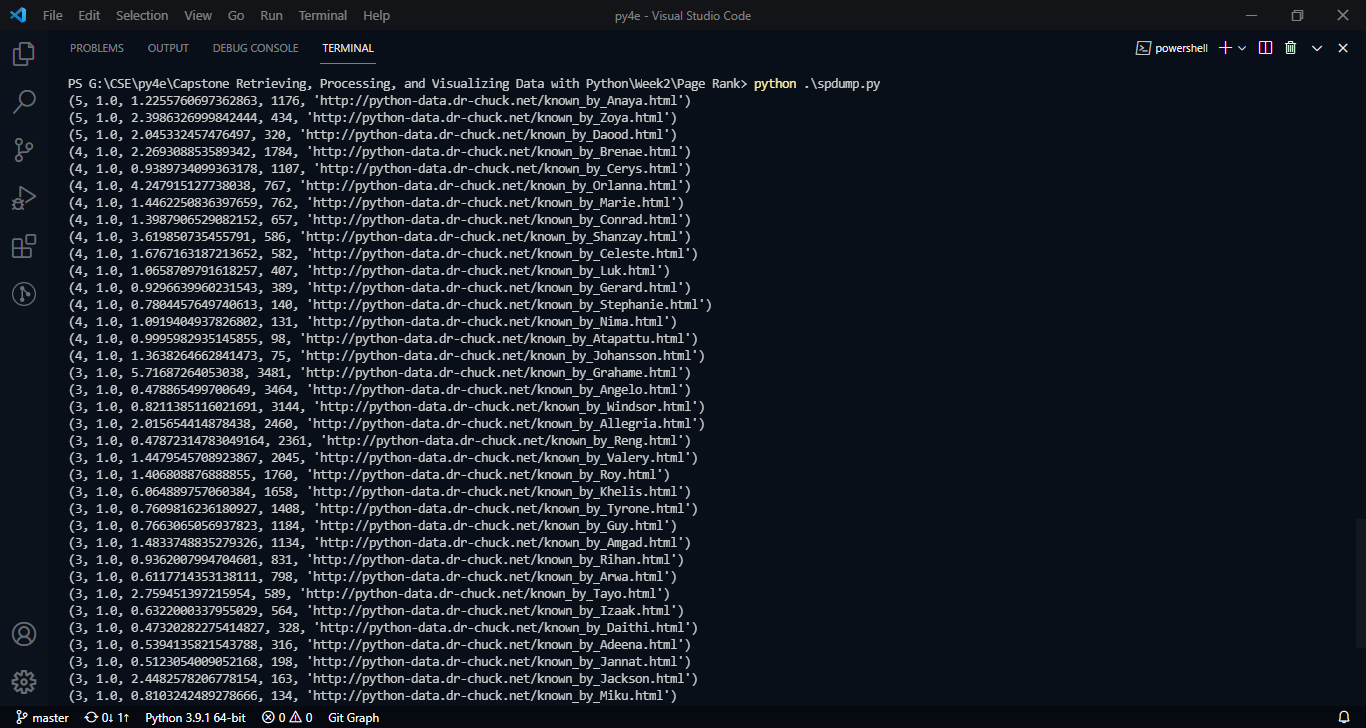 File Edit Selection View Go Run Terminal Help py4e - Visual Studio Code
PROBLEMS OUTPUT DEBUG CONSOLE TERMINAL powershell
PS G:\CSE\py4e\Capstone Retrieving, Processing, and Visualizing Data with Python\Week2\Page Rank> python .\spdump.py
(5, 1.0, 1.2255760697362863, 1176, 'http://python-data.dr-chuck.net/known_by_Anaya.html')
(5, 1.0, 2.3986326999842444, 434, 'http://python-data.dr-chuck.net/known_by_Zoya.html')
(5, 1.0, 2.045332457476497, 320, 'http://python-data.dr-chuck.net/known_by_Daood.html')
(4, 1.0, 2.269308853589342, 1784, 'http://python-data.dr-chuck.net/known_by_Brenae.html')
(4, 1.0, 0.9389734099363178, 1107, 'http://python-data.dr-chuck.net/known_by_Cerys.html')
(4, 1.0, 4.247915127738038, 767, 'http://python-data.dr-chuck.net/known_by_Orlanna.html')
(4, 1.0, 1.4462250836397659, 762, 'http://python-data.dr-chuck.net/known_by_Marie.html')
(4, 1.0, 1.3987906529082152, 657, 'http://python-data.dr-chuck.net/known_by_Conrad.html')
(4, 1.0, 3.619850735455791, 586, 'http://python-data.dr-chuck.net/known_by_Shanzay.html')
(4, 1.0, 1.6767163187213652, 582, 'http://python-data.dr-chuck.net/known_by_Celeste.html')
(4, 1.0, 1.0658709791618257, 407, 'http://python-data.dr-chuck.net/known_by_Luk.html')
(4, 1.0, 0.9296639960231543, 389, 'http://python-data.dr-chuck.net/known_by_Gerard.html')
(4, 1.0, 0.7804457649740613, 140, 'http://python-data.dr-chuck.net/known_by_Stephanie.html')
(4, 1.0, 1.0919404937826802, 131, 'http://python-data.dr-chuck.net/known_by_Nima.html')
(4, 1.0, 0.9995982935145855, 98, 'http://python-data.dr-chuck.net/known_by_Atapattu.html')
(4, 1.0, 1.3638264662841473, 75, 'http://python-data.dr-chuck.net/known_by_Johansson.html')
(3, 1.0, 5.71687264053038, 3481, 'http://python-data.dr-chuck.net/known_by_Grahame.html')
(3, 1.0, 0.478865499700649, 3464, 'http://python-data.dr-chuck.net/known_by_Angelo.html')
(3, 1.0, 0.8211385116021691, 3144, 'http://python-data.dr-chuck.net/known_by_Windsor.html')
(3, 1.0, 2.015654414878438, 2460, 'http://python-data.dr-chuck.net/known_by_Allegria.html')
(3, 1.0, 0.47872314783049164, 2361, 'http://python-data.dr-chuck.net/known_by_Reng.html')
(3, 1.0, 1.4479545708923867, 2045, 'http://python-data.dr-chuck.net/known_by_Valery.html')
(3, 1.0, 1.406808876888855, 1760, 'http://python-data.dr-chuck.net/known_by_Roy.html')
(3, 1.0, 6.064889757060384, 1658, 'http://python-data.dr-chuck.net/known_by_Khelis.html')
(3, 1.0, 0.7609816236180927, 1408, 'http://python-data.dr-chuck.net/known_by_Tyrone.html')
(3, 1.0, 0.7663065056937823, 1184, 'http://python-data.dr-chuck.net/known_by_Guy.html')
(3, 1.0, 1.4833748835279326, 1134, 'http://python-data.dr-chuck.net/known_by_Amgad.html')
(3, 1.0, 0.9362007994704601, 831, 'http://python-data.dr-chuck.net/known_by_Rihan.html')
(3, 1.0, 0.6117714353138111, 798, 'http://python-data.dr-chuck.net/known_by_Arwa.html')
(3, 1.0, 2.759451397215954, 589, 'http://python-data.dr-chuck.net/known_by_Tayo.html')
(3, 1.0, 0.6322000337955029, 564, 'http://python-data.dr-chuck.net/known_by_Izaak.html')
(3, 1.0, 0.47320282275414827, 328, 'http://python-data.dr-chuck.net/known_by_Daithi.html')
(3, 1.0, 0.5394135821543788, 316, 'http://python-data.dr-chuck.net/known_by_Adeena.html')
(3, 1.0, 0.5123054009052168, 198, 'http://python-data.dr-chuck.net/known_by_Jannat.html')
(3, 1.0, 2.4482578206778154, 163, 'http://python-data.dr-chuck.net/known_by_Jackson.html')
(3, 1.0, 0.8103242489278666, 134, 'http://python-data.dr-chuck.net/known_by_Miku.html')
master 0↓ 1↑ Python 3.9.1 64-bit 0 0 Git Graph